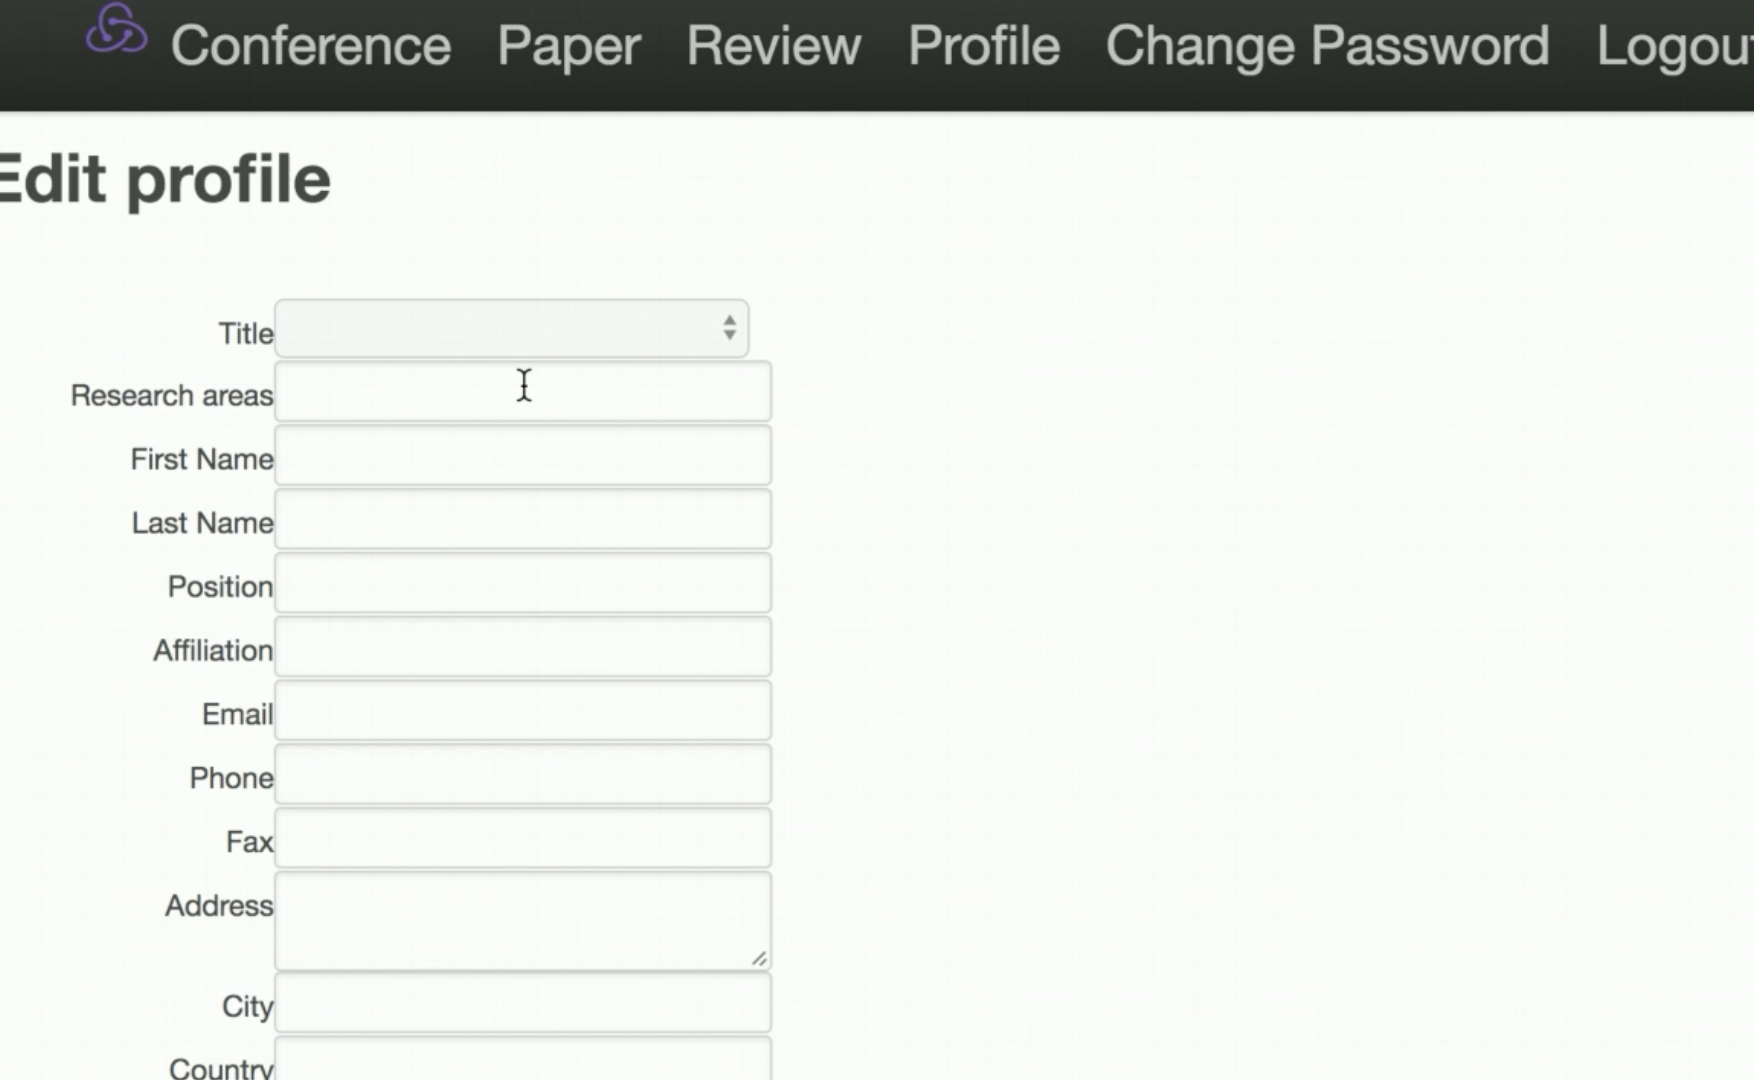 Conference Paper Review Profile Change Password Logout
Edit profile
Title
Research areas
First Name
Last Name
Position
Affiliation
Email
Phone
Fax
Address
City
Country